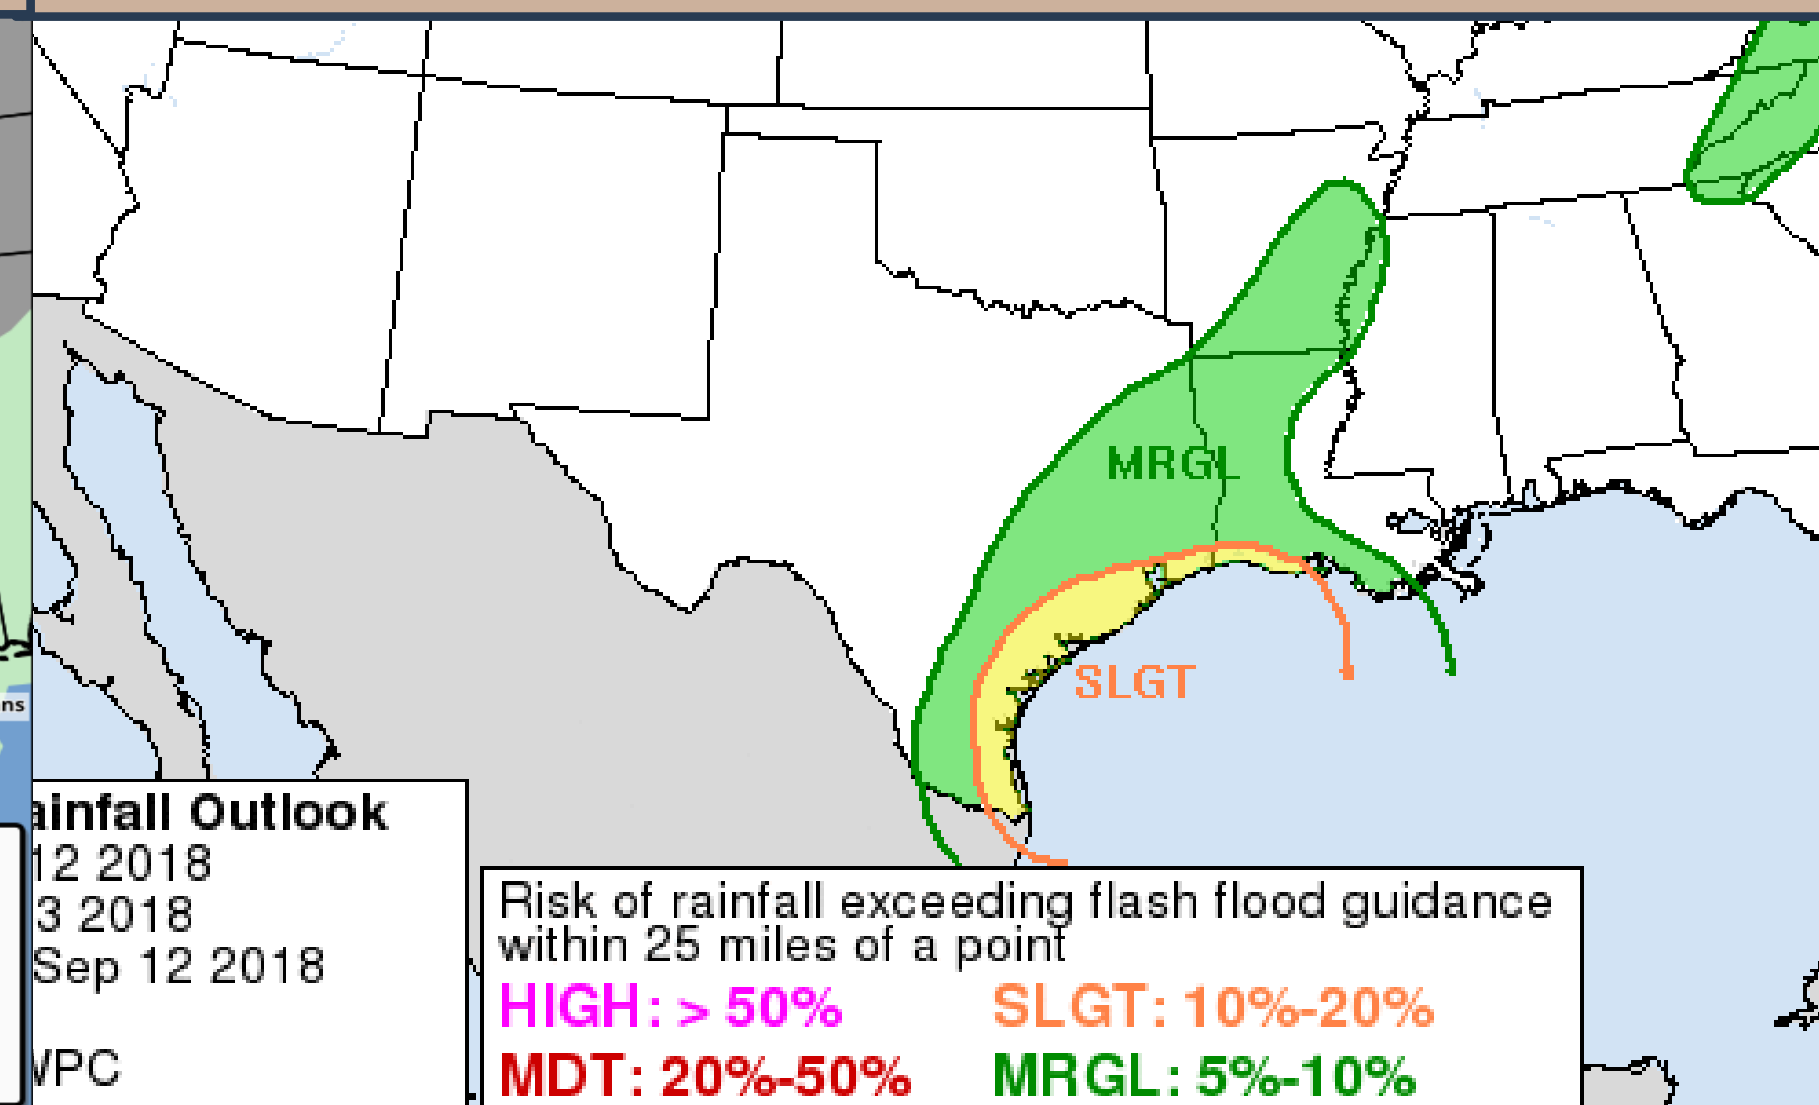 MRGL
SLGT
ns
ainfall Outlook
12 2018
3 2018
Sep 12 2018
WPC
Risk of rainfall exceeding flash flood guidance
within 25 miles of a point
HIGH: > 50% SLGT: 10%-20%
MDT: 20%-50% MRGL: 5%-10%